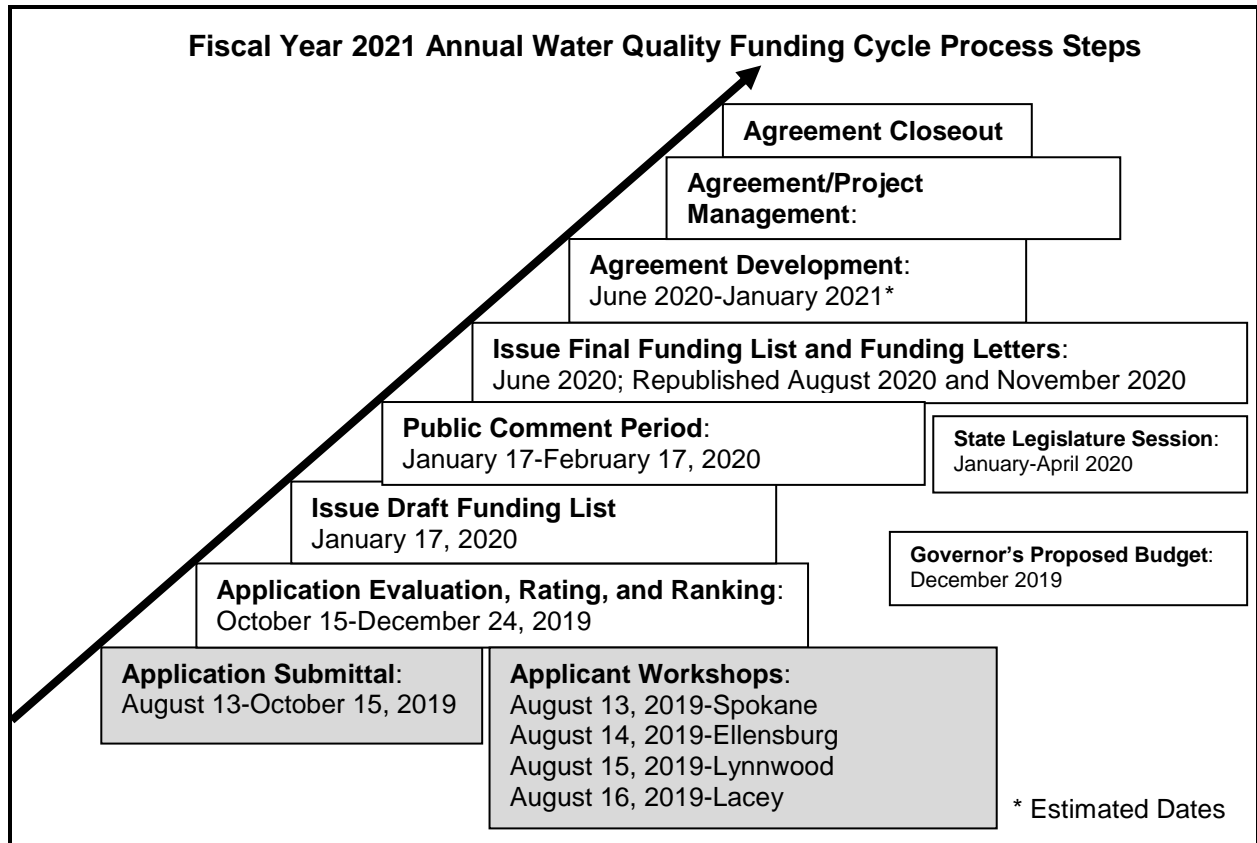 Fiscal Year 2021 Annual Water Quality Funding Cycle Process Steps
Agreement Closeout
Agreement/Project
Management:
Agreement Development:
June 2020-January 2021*
Issue Final Funding List and Funding Letters:
June 2020; Republished August 2020 and November 2020
Public Comment Period:
January 17-February 17, 2020
State Legislature Session:
January-April 2020
Issue Draft Funding List
January 17, 2020
Governor's Proposed Budget:
December 2019
Application Evaluation, Rating, and Ranking:
October 15-December 24, 2019
Application Submittal:
August 13-October 15, 2019
Applicant Workshops:
August 13, 2019-Spokane
August 14, 2019-Ellensburg
August 15, 2019-Lynnwood
August 16, 2019-Lacey
* Estimated Dates